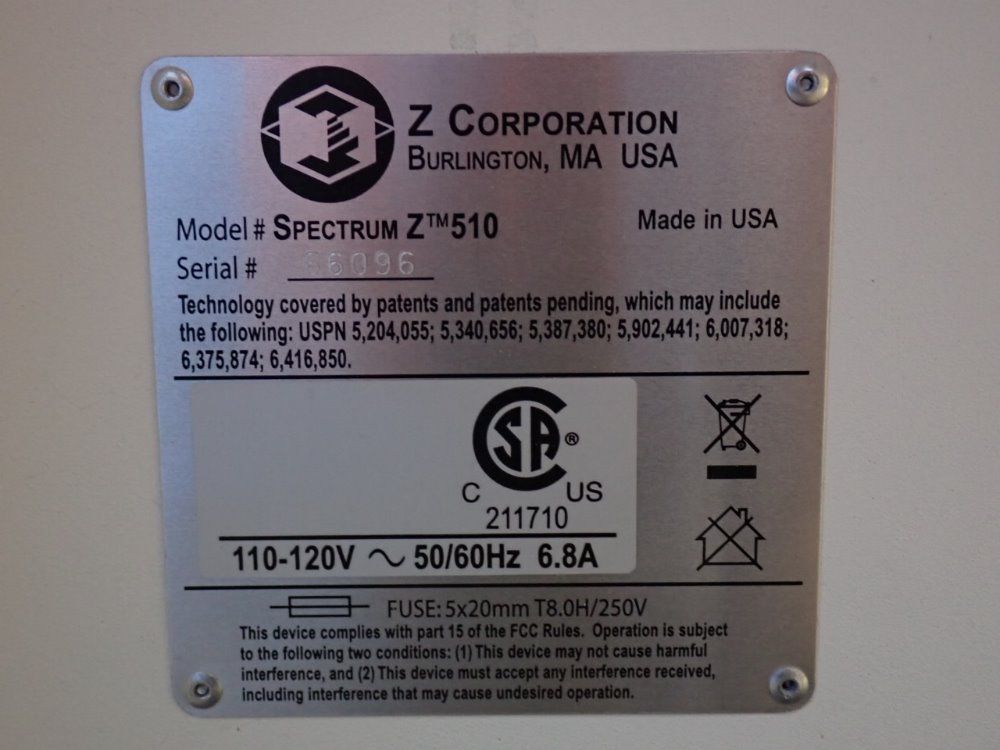 Z CORPORATION
BURLINGTON, MA USA
Model # SPECTRUM Z™510
Made in USA
Serial #
Technology covered by patents and patents pending, which may include
the following: USPN 5,204,055; 5,340,656; 5,387,380; 5,902,441; 6,007,318;
6,375,874; 6,416,850.
CSA®
C US
211710
110-120V ~ 50/60Hz 6.8A
FUSE: 5x20mm T8.0H/250V
This device complies with part 15 of the FCC Rules. Operation is subject
to the following two conditions: (1) This device may not cause harmful
interference, and (2) This device must accept any interference received,
including interference that may cause undesired operation.